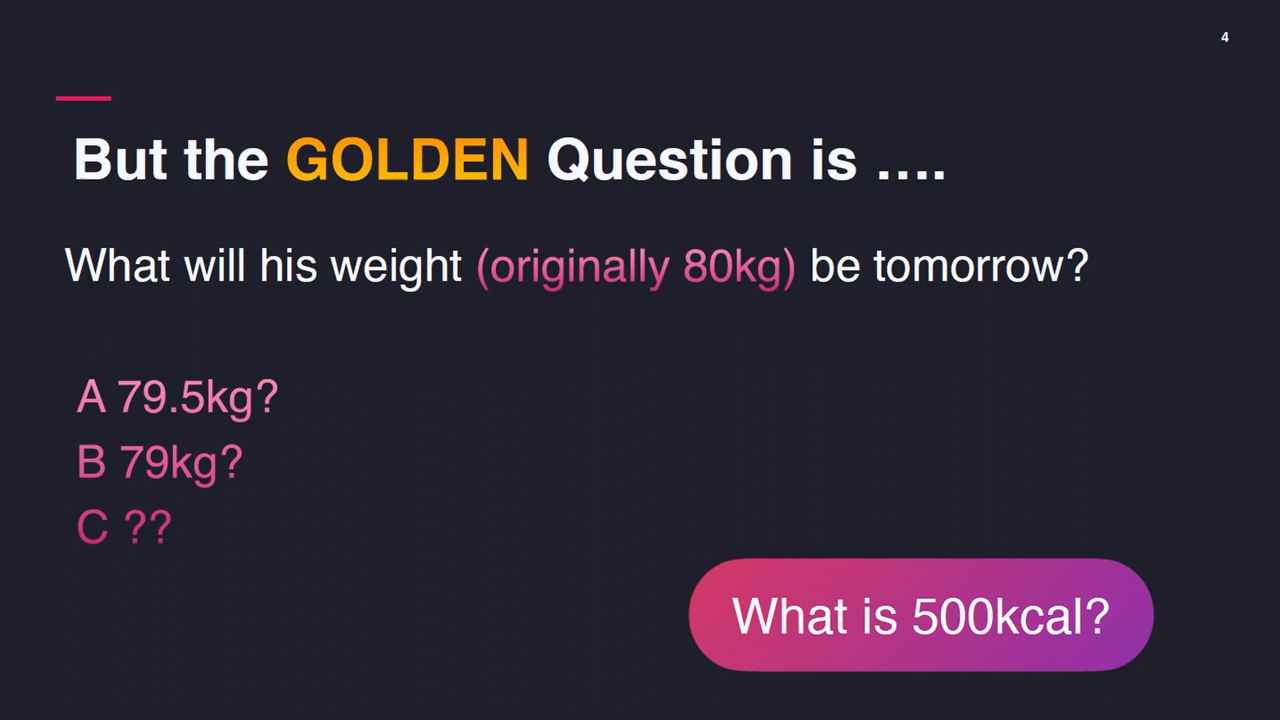 4
But the GOLDEN Question is ….
What will his weight (originally 80kg) be tomorrow?
A 79.5kg?
B 79kg?
C ??
What is 500kcal?